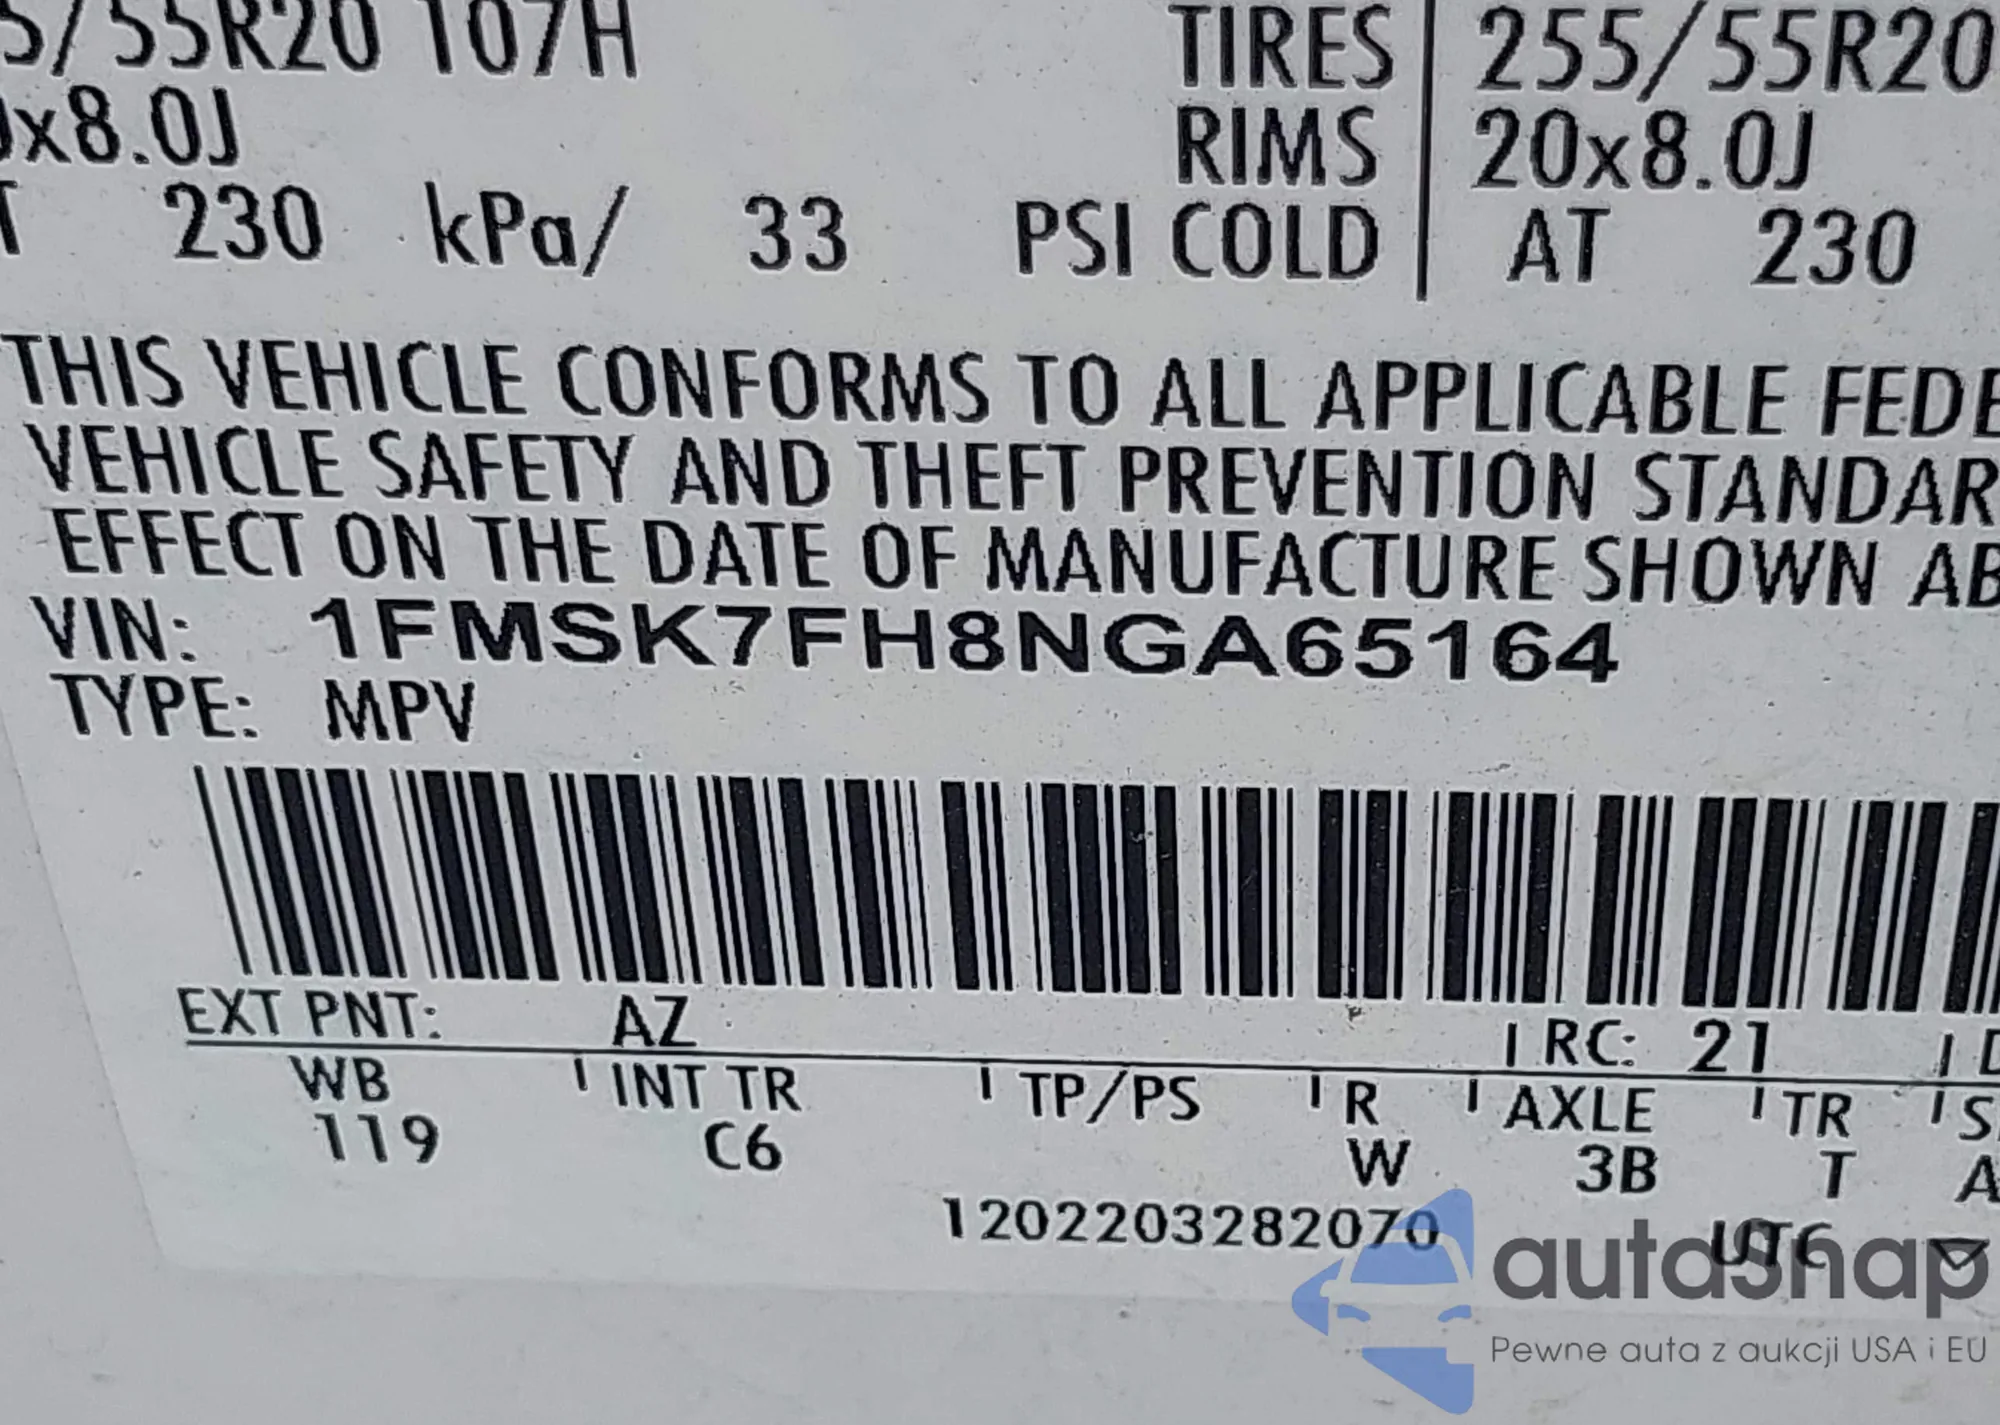 5/55R20 107H TIRES 255/55R20
x8.0J RIMS 20x8.0J
230 kPa/ 33 PSI COLD AT 230
THIS VEHICLE CONFORMS TO ALL APPLICABLE FEDE
VEHICLE SAFETY AND THEFT PREVENTION STANDAR
EFFECT ON THE DATE OF MANUFACTURE SHOWN AB
VIN: 1FMSK7FH8NGA65164
TYPE: MPV
EXT PNT: AZ RC: 21
WB INT TR TP/PS R AXLE TR S
119 C6 W 3B T A
1202203282070 UTC
autasnap
Pewne auta z aukcji USA i EU